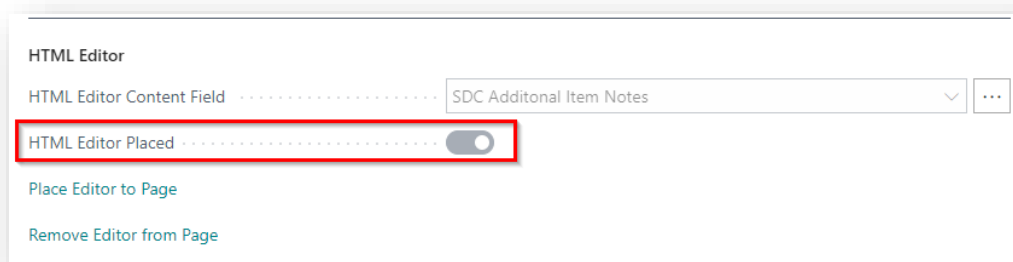 HTML Editor
HTML Editor Content Field SDC Additonal Item Notes ...
HTML Editor Placed
Place Editor to Page
Remove Editor from Page